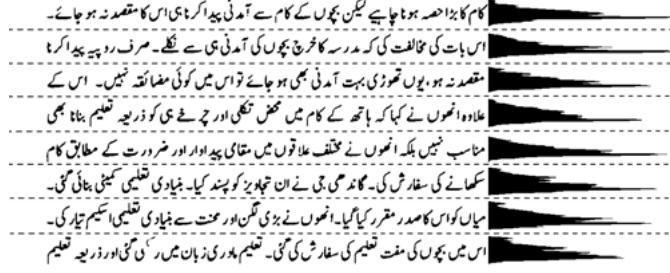 کام کا بڑا حصہ ہونا چاہیے لیکن بچوں کے کام سے آمدنی پیدا کرنا ہی اس کا مقصد نہ ہو جائے۔
اس بات کی مخالفت کی کہ مدرسہ کا خرچ بچوں کی آمدنی ہی سے نکلے۔ صرف روپیہ پیدا کرنا
مقصد نہ ہو، یوں تھوڑی بہت آمدنی بھی ہو جائے تو اس میں کوئی مضائقہ نہیں۔ اس کے
علاوہ انھوں نے کہا کہ ہاتھ کے کام میں محض تکلی اور چرخے ہی کو ذریعہ تعلیم بنانا بھی
مناسب نہیں بلکہ انھوں نے مختلف علاقوں میں مقامی پیداوار اور ضرورت کے مطابق کام
سکھانے کی سفارش کی۔ گاندھی جی نے ان تجاویز کو پسند کیا۔ بنیادی تعلیمی کمیٹی بنائی گئی۔
میاں کو اس کا صدر مقرر کیا گیا۔ انھوں نے بڑی لگن اور محنت سے بنیادی تعلیمی اسکیم تیار کی۔
اس میں بچوں کی مفت تعلیم کی سفارش کی گئی۔ تعلیم مادری زبان میں رکھی گئی اور ذریعہ تعلیم